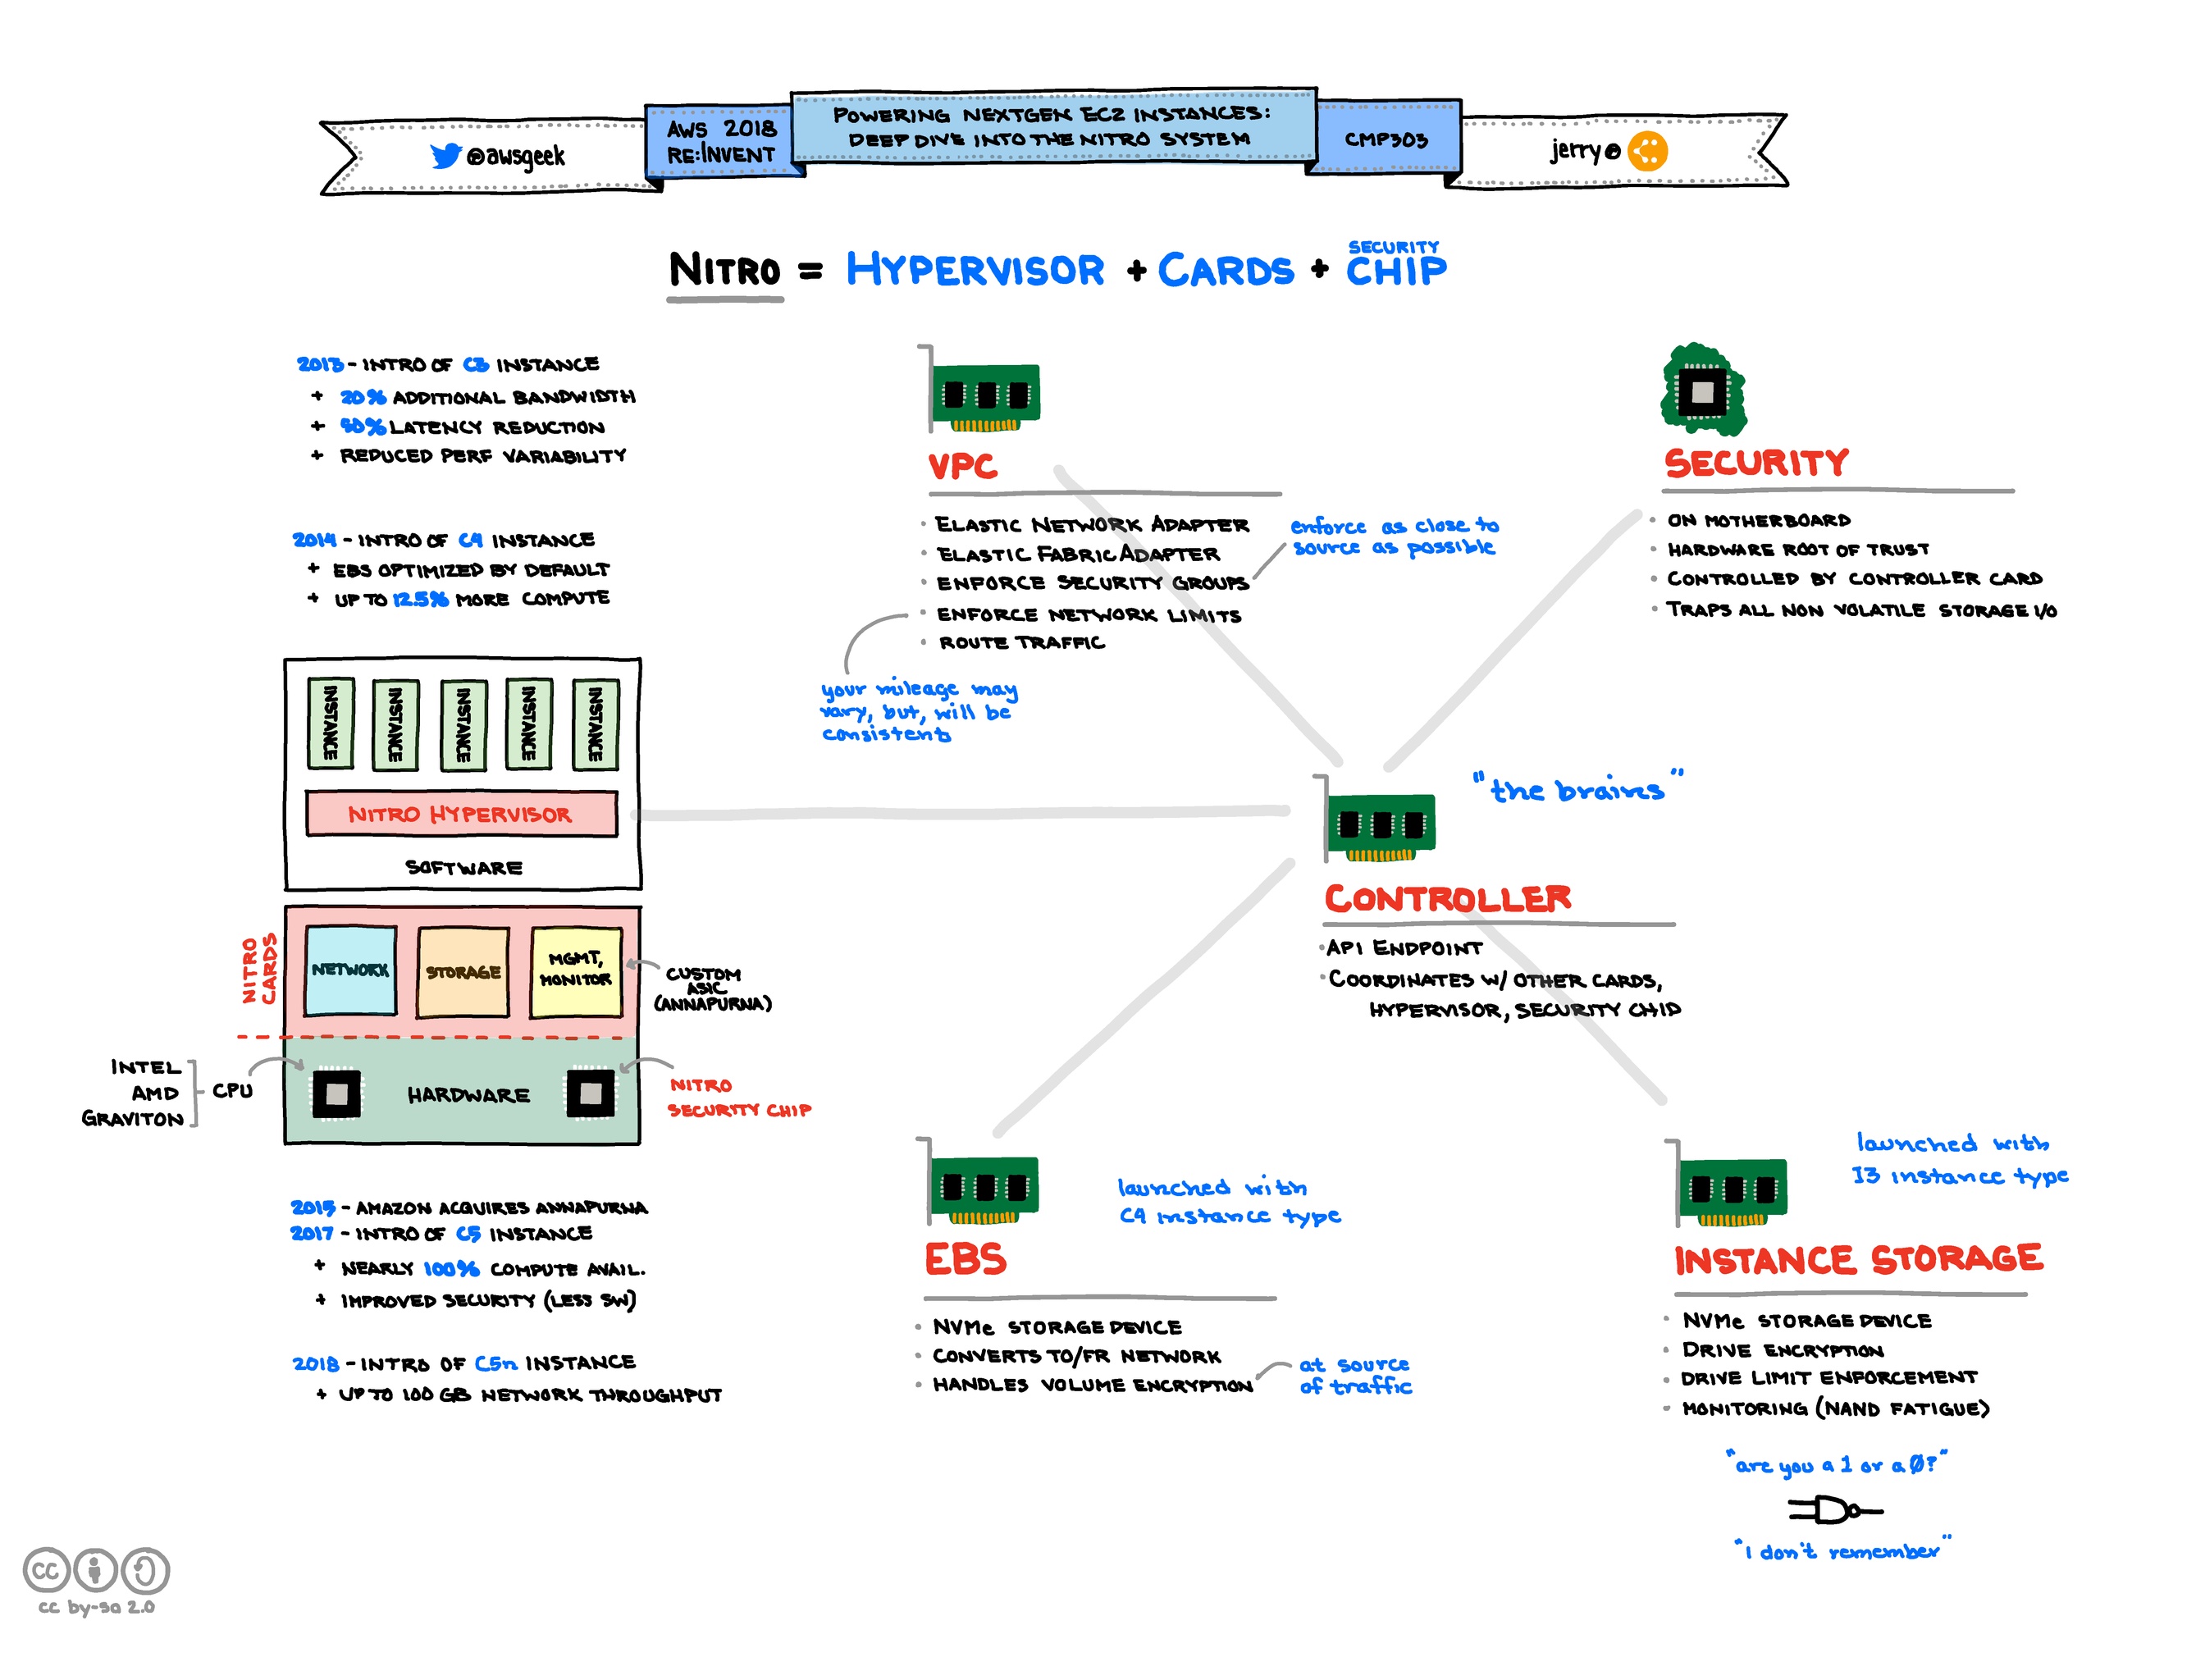 @awsgeek
AWS 2018
RE:INVENT
POWERING NEXTGEN EC2 INSTANCES:
DEEP DIVE INTO THE NITRO SYSTEM
CMP303
jerry@
NITRO = HYPERVISOR + CARDS + SECURITY CHIP
2013 - INTRO OF C3 INSTANCE
+ 20% ADDITIONAL BANDWIDTH
+ 50% LATENCY REDUCTION
+ REDUCED PERF VARIABILITY
2014 - INTRO OF C4 INSTANCE
+ EBS OPTIMIZED BY DEFAULT
+ UP TO 12.5% MORE COMPUTE
INSTANCE
INSTANCE
INSTANCE
INSTANCE
INSTANCE
NITRO HYPERVISOR
SOFTWARE
NITRO
CARDS
NETWORK
STORAGE
MGMT,
MONITOR
CUSTOM
ASIC
(ANNAPURNA)
INTEL
AMD
GRAVITON
CPU
HARDWARE
NITRO
SECURITY CHIP
2015 - AMAZON ACQUIRES ANNAPURNA
2017 - INTRO OF C5 INSTANCE
+ NEARLY 100% COMPUTE AVAIL.
+ IMPROVED SECURITY (LESS SW)
2018 - INTRO OF C5n INSTANCE
+ UP TO 100 GB NETWORK THROUGHPUT
VPC
• ELASTIC NETWORK ADAPTER
• ELASTIC FABRIC ADAPTER
• ENFORCE SECURITY GROUPS
• ENFORCE NETWORK LIMITS
• ROUTE TRAFFIC
enforce as close to
source as possible
your mileage may
vary, but, will be
consistent
SECURITY
• ON MOTHERBOARD
• HARDWARE ROOT OF TRUST
• CONTROLLED BY CONTROLLER CARD
• TRAPS ALL NON VOLATILE STORAGE I/O
"the brains"
CONTROLLER
• API ENDPOINT
• COORDINATES W/ OTHER CARDS,
HYPERVISOR, SECURITY CHIP
launched with
C4 instance type
EBS
• NVMe STORAGE DEVICE
• CONVERTS TO/FR NETWORK
• HANDLES VOLUME ENCRYPTION
at source
of traffic
launched with
I3 instance type
INSTANCE STORAGE
• NVMe STORAGE DEVICE
• DRIVE ENCRYPTION
• DRIVE LIMIT ENFORCEMENT
• MONITORING (NAND FATIGUE)
"are you a 1 or a 0?"
"I don't remember"
cc
cc by-sa 2.0